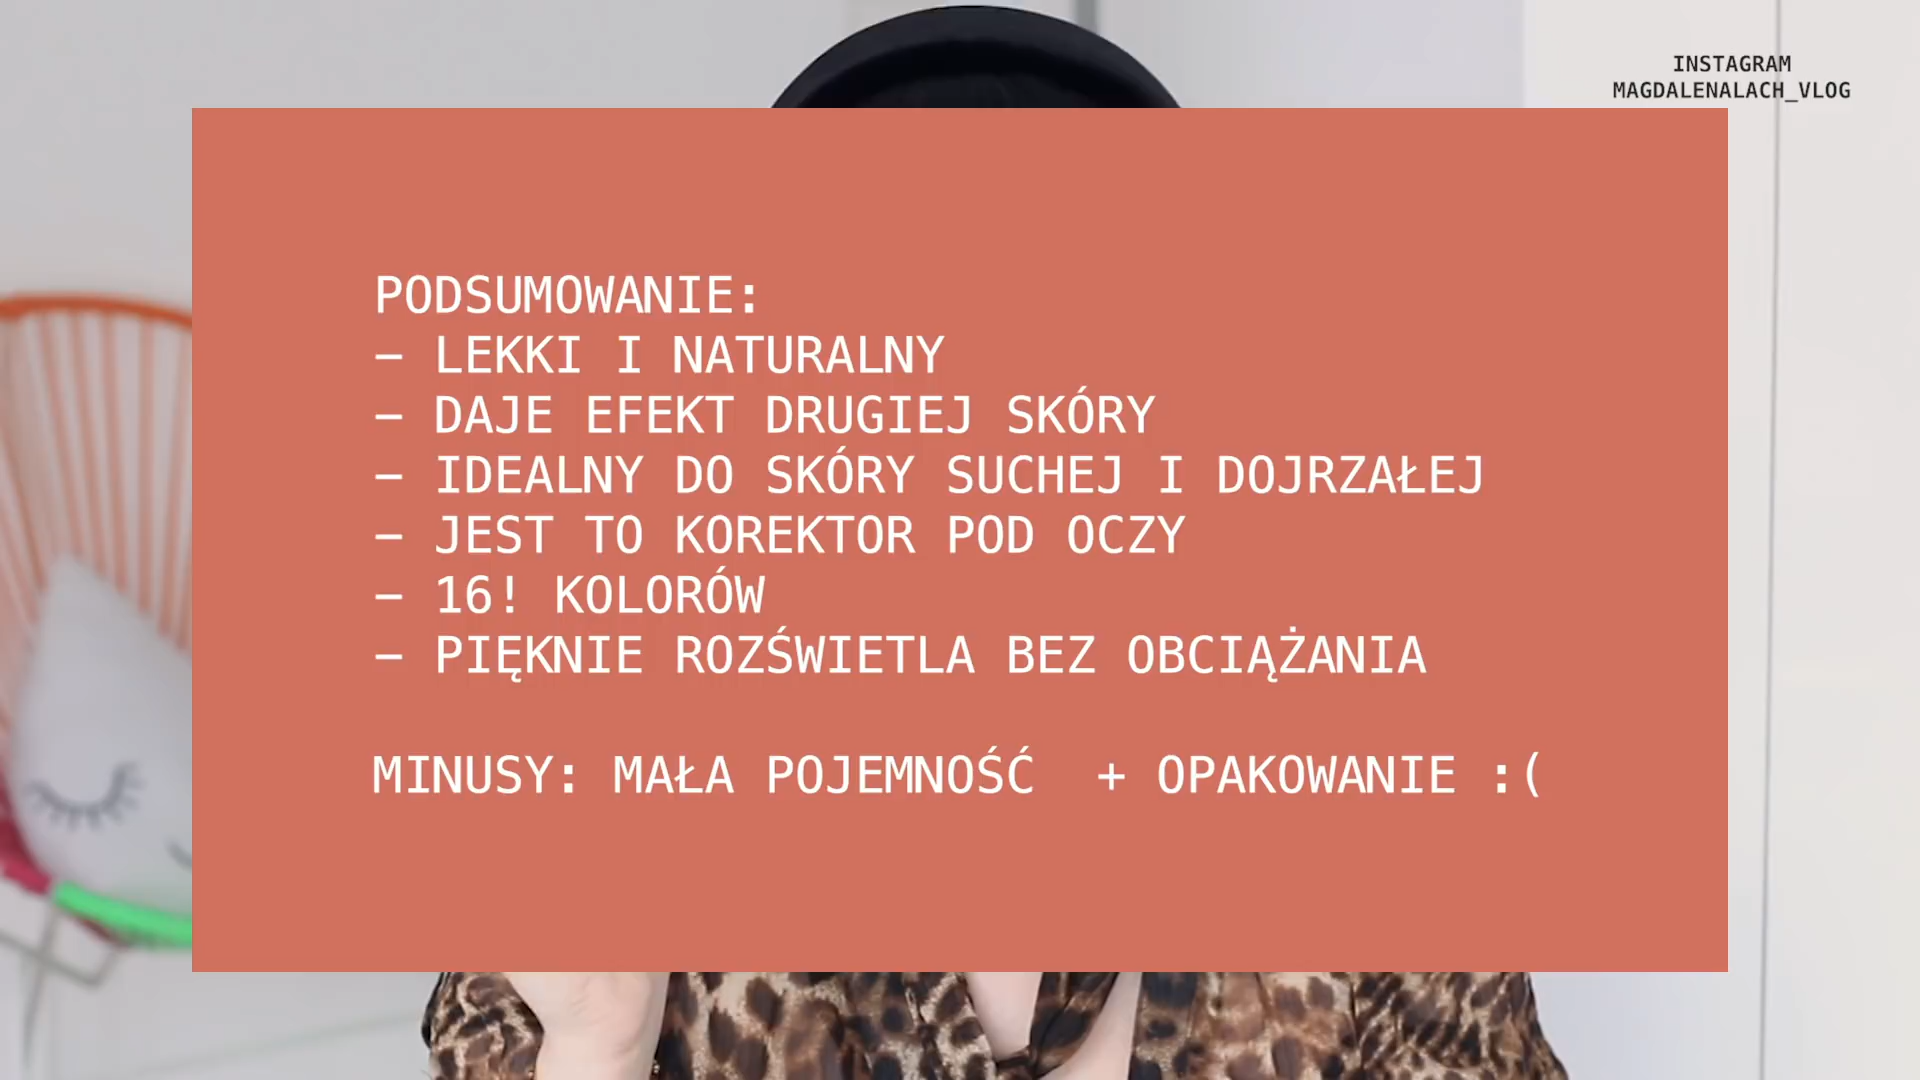 INSTAGRAM
MAGDALENALACH_VLOG
PODSUMOWANIE:
– LEKKI I NATURALNY
– DAJE EFEKT DRUGIEJ SKÓRY
– IDEALNY DO SKÓRY SUCHEJ I DOJRZAŁEJ
– JEST TO KOREKTOR POD OCZY
– 16! KOLORÓW
– PIĘKNIE ROZŚWIETLA BEZ OBCIĄŻANIA
MINUSY: MAŁA POJEMNOŚĆ + OPAKOWANIE :(